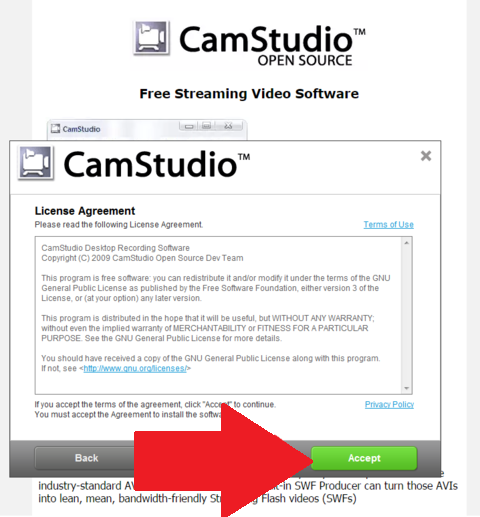 CamStudio™
OPEN SOURCE
Free Streaming Video Software
CamStudio
CamStudio™
License Agreement
Please read the following License Agreement.
Terms of Use
CamStudio Desktop Recording Software
Copyright (C) 2009 CamStudio Open Source Dev Team
This program is free software: you can redistribute it and/or modify it under the terms of the GNU
General Public License as published by the Free Software Foundation, either version 3 of the
License, or (at your option) any later version.
This program is distributed in the hope that it will be useful, but WITHOUT ANY WARRANTY;
without even the implied warranty of MERCHANTABILITY or FITNESS FOR A PARTICULAR
PURPOSE. See the GNU General Public License for more details.
You should have received a copy of the GNU General Public License along with this program.
If not, see <http://www.gnu.org/licenses/>
If you accept the terms of the agreement, click "Accept" to continue.
Privacy Policy
You must accept the Agreement to install the
Back
Accept
industry-standard in SWF Producer can turn those AVIs
into lean, mean, bandwidth-friendly Flash videos (SWFs)